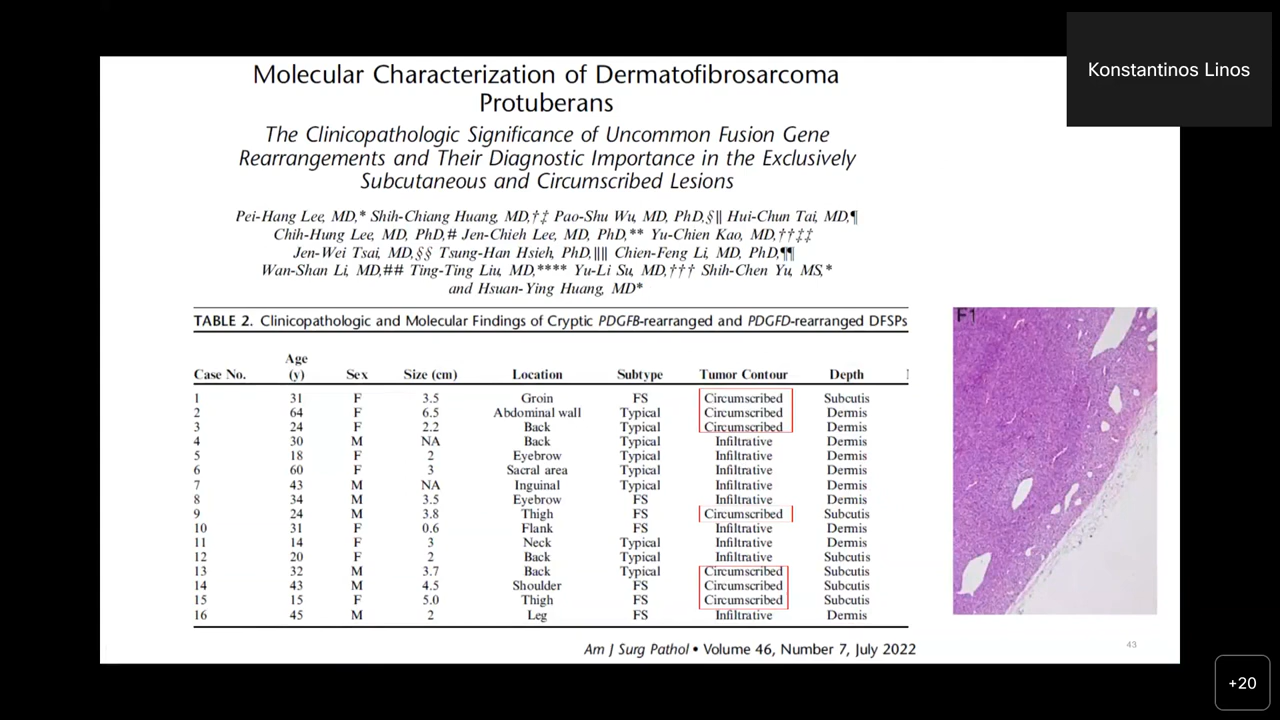 Konstantinos Linos
Molecular Characterization of Dermatofibrosarcoma
Protuberans
The Clinicopathologic Significance of Uncommon Fusion Gene
Rearrangements and Their Diagnostic Importance in the Exclusively
Subcutaneous and Circumscribed Lesions
Pei-Hang Lee, MD,* Shih-Chiang Huang, MD,†‡ Pao-Shu Wu, MD, PhD,§‖ Hui-Chun Tai, MD,¶
Chih-Hung Lee, MD, PhD,# Jen-Chieh Lee, MD, PhD,** Yu-Chien Kao, MD,††‡‡
Jen-Wei Tsai, MD,§§ Tsung-Han Hsieh, PhD,‖‖ Chien-Feng Li, MD, PhD,¶¶
Wan-Shan Li, MD,## Ting-Ting Liu, MD,**** Yu-Li Su, MD,††† Shih-Chen Yu, MS,*
and Hsuan-Ying Huang, MD*
TABLE 2. Clinicopathologic and Molecular Findings of Cryptic PDGFB-rearranged and PDGFD-rearranged DFSPs
Age
Case No. (y) Sex Size (cm) Location Subtype Tumor Contour Depth
1 31 F 3.5 Groin FS Circumscribed Subcutis
2 64 F 6.5 Abdominal wall Typical Circumscribed Dermis
3 24 F 2.2 Back Typical Circumscribed Dermis
4 30 M NA Back Typical Infiltrative Dermis
5 18 F 2 Eyebrow Typical Infiltrative Dermis
6 60 F 3 Sacral area Typical Infiltrative Dermis
7 43 M NA Inguinal Typical Infiltrative Dermis
8 34 M 3.5 Eyebrow FS Infiltrative Dermis
9 24 M 3.8 Thigh FS Circumscribed Subcutis
10 31 F 0.6 Flank FS Infiltrative Dermis
11 14 F 3 Neck Typical Infiltrative Dermis
12 20 F 2 Back Typical Infiltrative Subcutis
13 32 M 3.7 Back Typical Circumscribed Subcutis
14 43 M 4.5 Shoulder FS Circumscribed Subcutis
15 15 F 5.0 Thigh FS Circumscribed Subcutis
16 45 M 2 Leg FS Infiltrative Dermis
F1
Am J Surg Pathol • Volume 46, Number 7, July 2022
43
+20